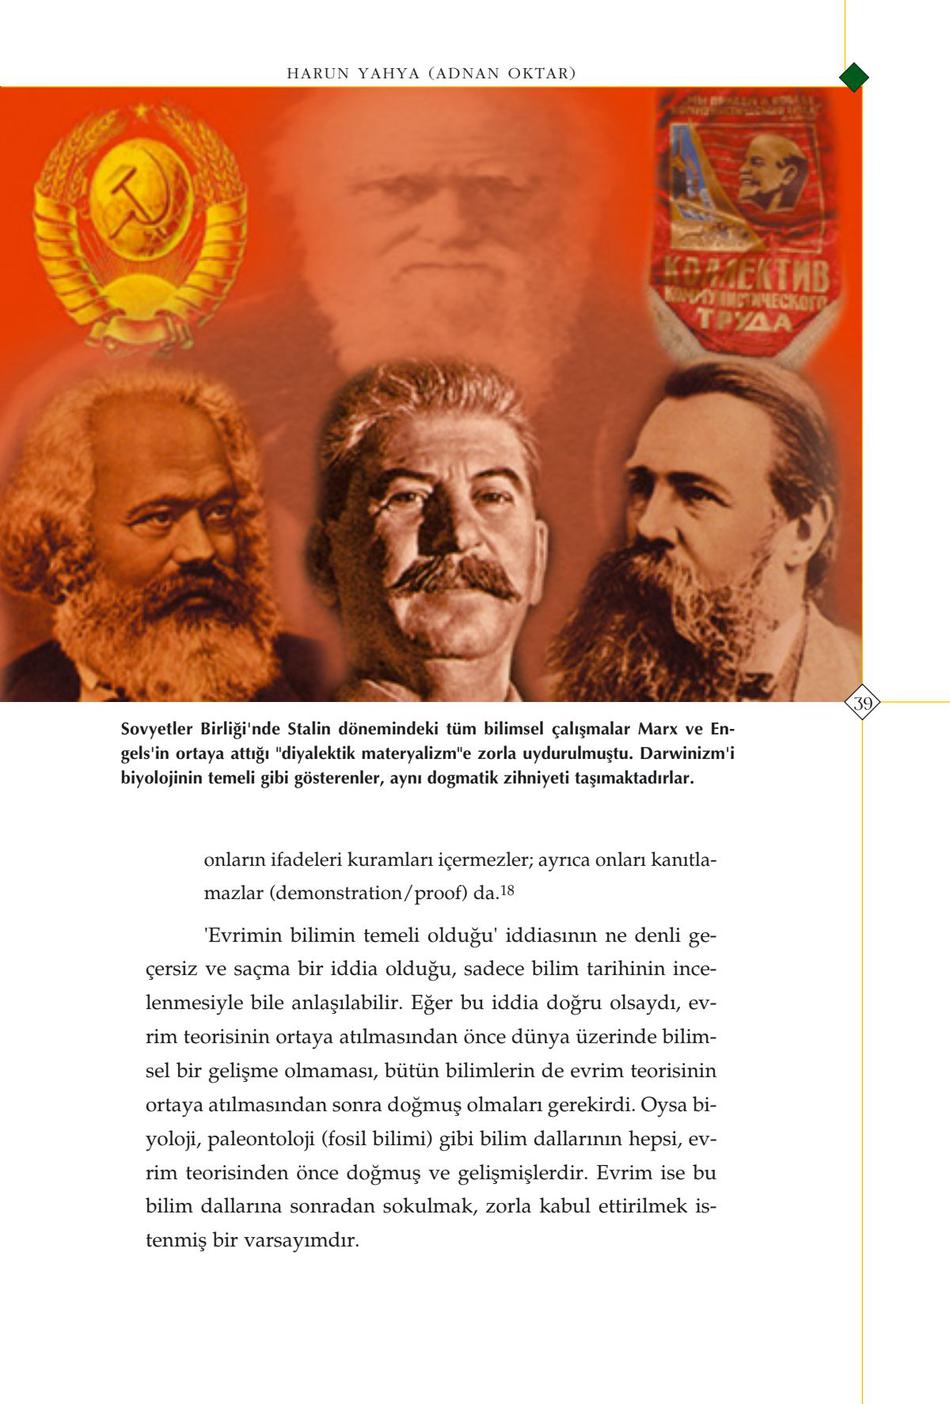 HARUN YAHYA (ADNAN OKTAR)
КОЛЛЕКТИВ
КОММУНИСТИЧЕСКОГО
ТРУДА
39
Sovyetler Birliği'nde Stalin dönemindeki tüm bilimsel çalışmalar Marx ve En-
gels'in ortaya attığı "diyalektik materyalizm"e zorla uydurulmuştu. Darwinizm'i
biyolojinin temeli gibi gösterenler, aynı dogmatik zihniyeti taşımaktadırlar.
onların ifadeleri kuramları içermezler; ayrıca onları kanıtla-
mazlar (demonstration/proof) da.18
'Evrimin bilimin temeli olduğu' iddiasının ne denli ge-
çersiz ve saçma bir iddia olduğu, sadece bilim tarihinin ince-
lenmesiyle bile anlaşılabilir. Eğer bu iddia doğru olsaydı, ev-
rim teorisinin ortaya atılmasından önce dünya üzerinde bilim-
sel bir gelişme olmaması, bütün bilimlerin de evrim teorisinin
ortaya atılmasından sonra doğmuş olmaları gerekirdi. Oysa bi-
yoloji, paleontoloji (fosil bilimi) gibi bilim dallarının hepsi, ev-
rim teorisinden önce doğmuş ve gelişmişlerdir. Evrim ise bu
bilim dallarına sonradan sokulmak, zorla kabul ettirilmek is-
tenmiş bir varsayımdır.